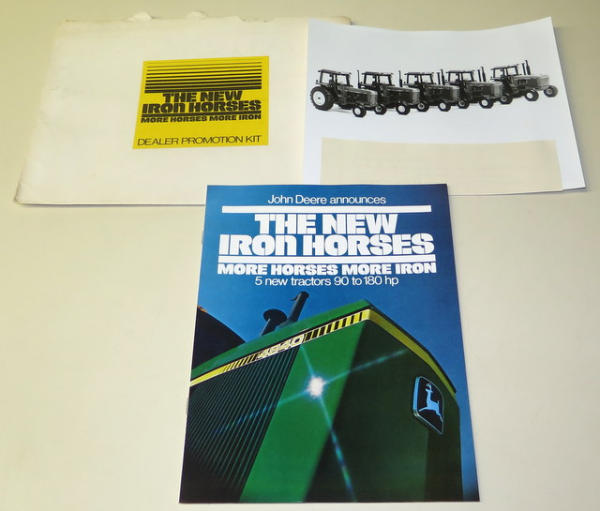 THE NEW
IRON HORSES
MORE HORSES MORE IRON
DEALER PROMOTION KIT
John Deere announces
THE NEW
IRON HORSES
MORE HORSES MORE IRON
5 new tractors 90 to 180 hp
4840